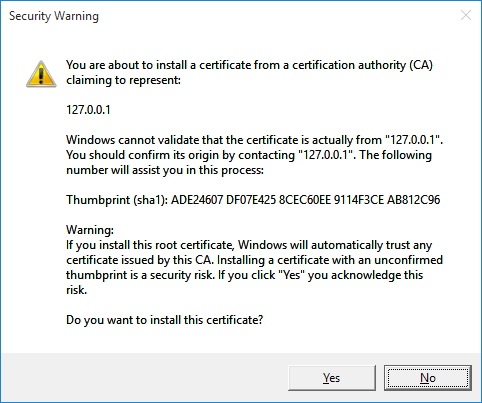 Security Warning
You are about to install a certificate from a certification authority (CA)
claiming to represent:
127.0.0.1
Windows cannot validate that the certificate is actually from "127.0.0.1".
You should confirm its origin by contacting "127.0.0.1". The following
number will assist you in this process:
Thumbprint (sha1): ADE24607 DF07E425 8CEC60EE 9114F3CE AB812C96
Warning:
If you install this root certificate, Windows will automatically trust any
certificate issued by this CA. Installing a certificate with an unconfirmed
thumbprint is a security risk. If you click "Yes" you acknowledge this
risk.
Do you want to install this certificate?
Yes
No